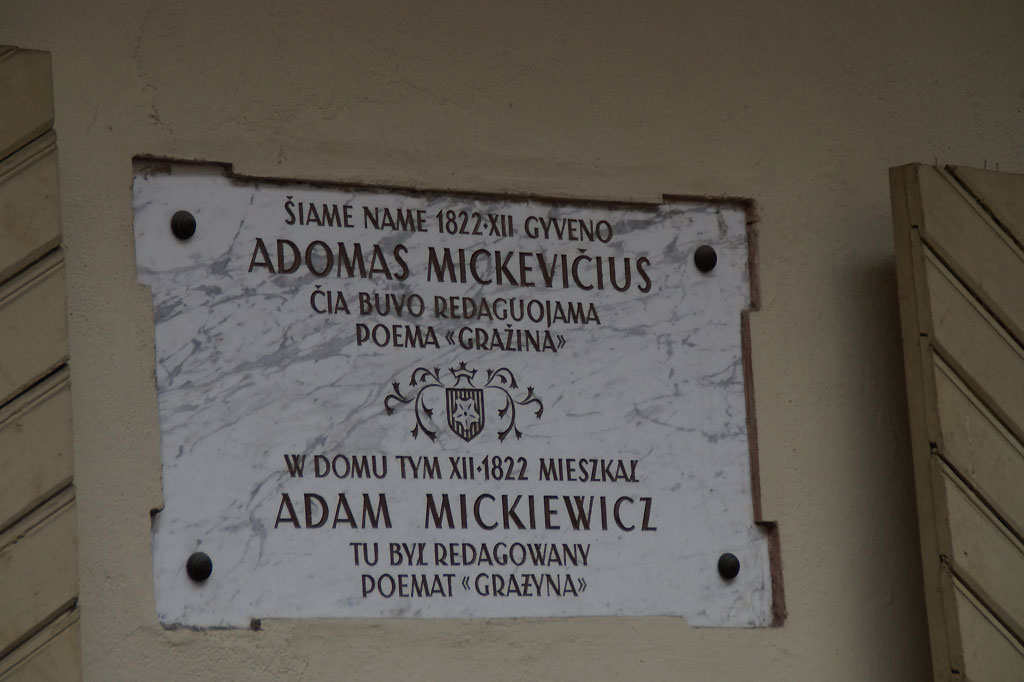 ŠIAME NAME 1822·XII GYVENO
ADOMAS MICKEVIČIUS
ČIA BUVO REDAGUOJAMA
POEMA «GRAŽINA»
W DOMU TYM XII·1822 MIESZKAŁ
ADAM MICKIEWICZ
TU BYŁ REDAGOWANY
POEMAT «GRAŻYNA»